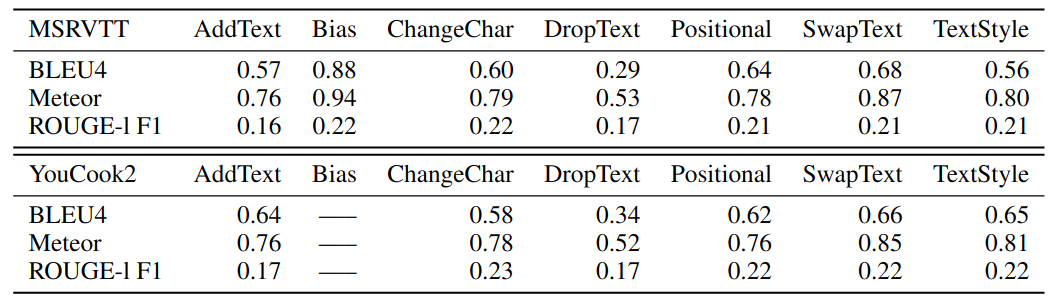 MSRVTT AddText Bias ChangeChar DropText Positional SwapText TextStyle
BLEU4 0.57 0.88 0.60 0.29 0.64 0.68 0.56
Meteor 0.76 0.94 0.79 0.53 0.78 0.87 0.80
ROUGE-l F1 0.16 0.22 0.22 0.17 0.21 0.21 0.21
YouCook2 AddText Bias ChangeChar DropText Positional SwapText TextStyle
BLEU4 0.64 —– 0.58 0.34 0.62 0.66 0.65
Meteor 0.76 —– 0.78 0.52 0.76 0.85 0.81
ROUGE-l F1 0.17 —– 0.23 0.17 0.22 0.22 0.22